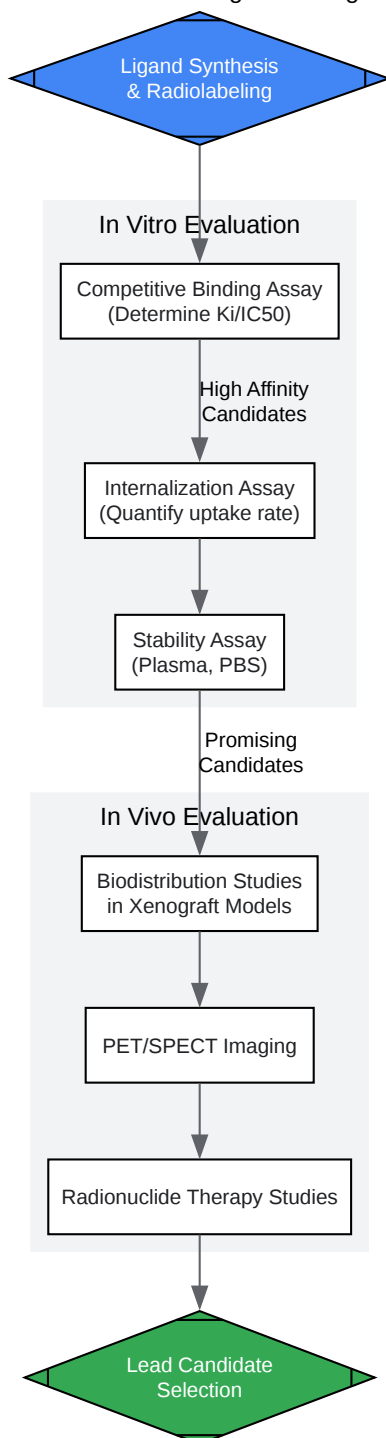 Ligand Synthesis
& Radiolabeling
In Vitro Evaluation
Competitive Binding Assay
(Determine Ki/IC50)
High Affinity
Candidates
Internalization Assay
(Quantify uptake rate)
Stability Assay
(Plasma, PBS)
Promising
Candidates
In Vivo Evaluation
Biodistribution Studies
in Xenograft Models
PET/SPECT Imaging
Radionuclide Therapy Studies
Lead Candidate
Selection